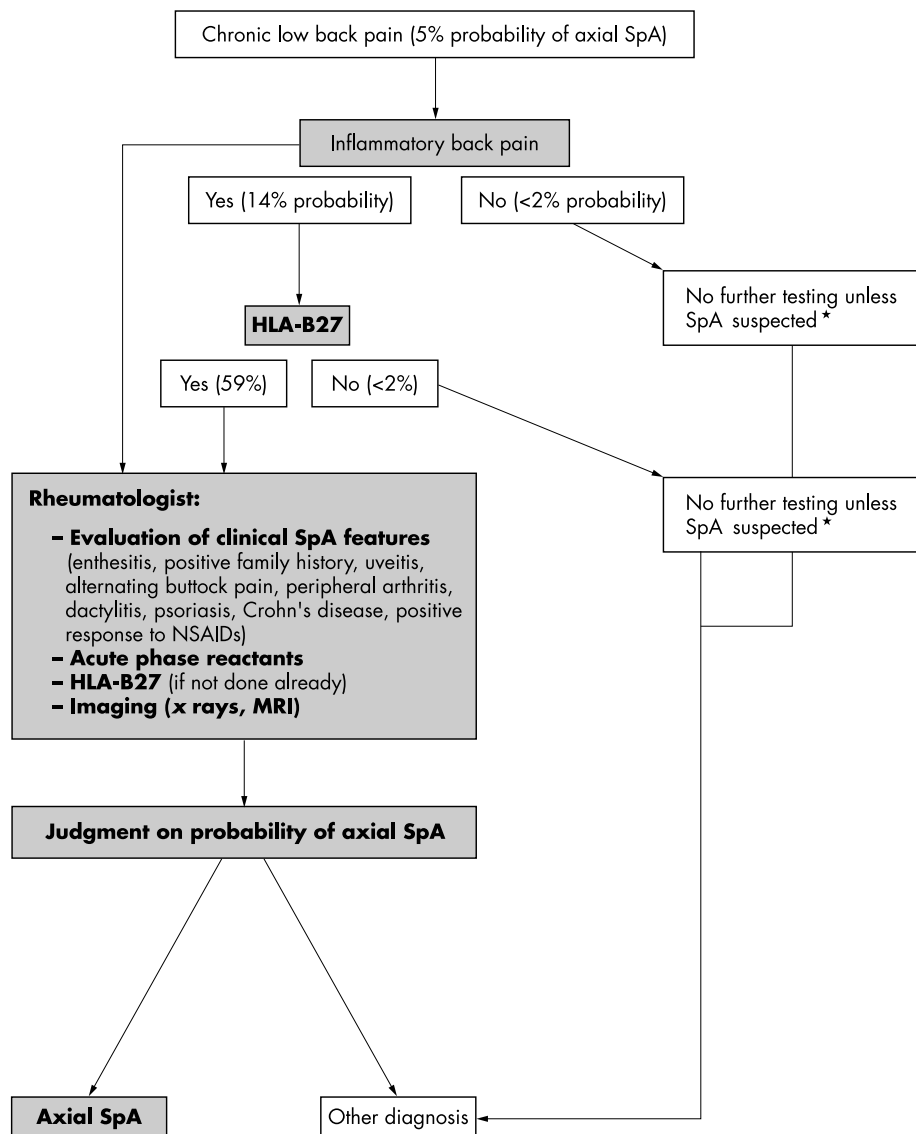 Chronic low back pain (5% probability of axial SpA)
Inflammatory back pain
Yes (14% probability)
No (<2% probability)
No further testing unless
SpA suspected★
HLA-B27
Yes (59%)
No (<2%)
No further testing unless
SpA suspected★
Rheumatologist:
– Evaluation of clinical SpA features
(enthesitis, positive family history, uveitis,
alternating buttock pain, peripheral arthritis,
dactylitis, psoriasis, Crohn's disease, positive
response to NSAIDs)
– Acute phase reactants
– HLA-B27 (if not done already)
– Imaging (x rays, MRI)
Judgment on probability of axial SpA
Axial SpA
Other diagnosis